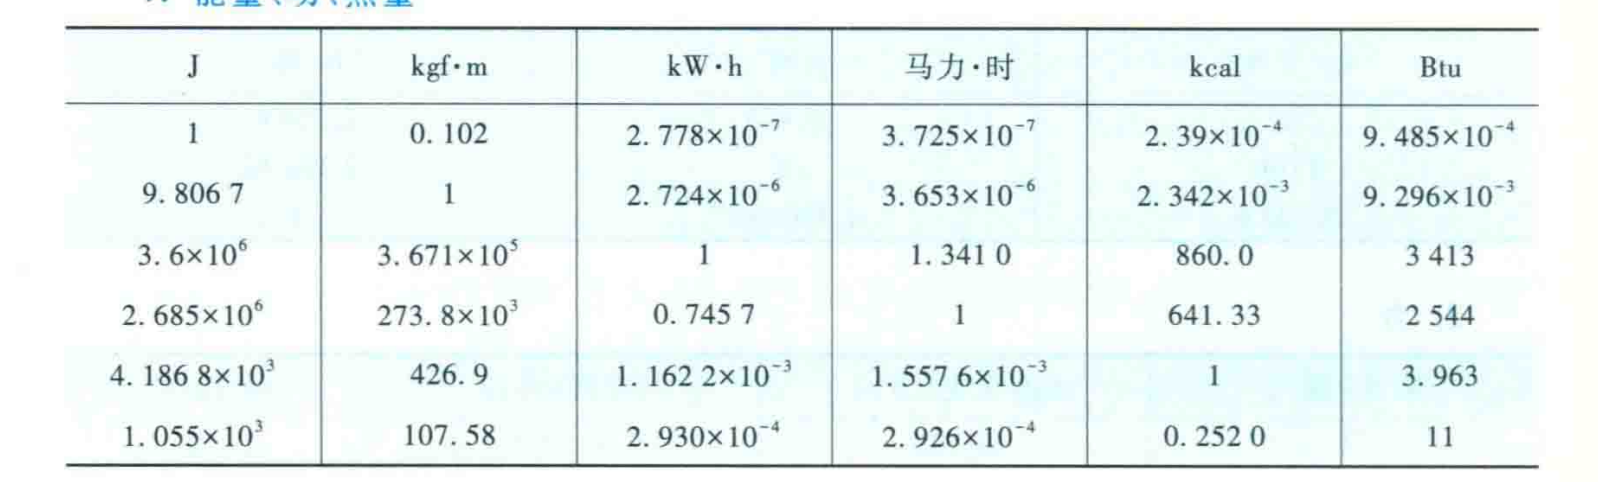 J kgf·m kW·h 马力·时 kcal Btu
1 0.102 2.778×10⁻⁷ 3.725×10⁻⁷ 2.39×10⁻⁴ 9.485×10⁻⁴
9.806 7 1 2.724×10⁻⁶ 3.653×10⁻⁶ 2.342×10⁻³ 9.296×10⁻³
3.6×10⁶ 3.671×10⁵ 1 1.341 0 860.0 3 413
2.685×10⁶ 273.8×10³ 0.745 7 1 641.33 2 544
4.186 8×10³ 426.9 1.162 2×10⁻³ 1.557 6×10⁻³ 1 3.963
1.055×10³ 107.58 2.930×10⁻⁴ 2.926×10⁻⁴ 0.252 0 11